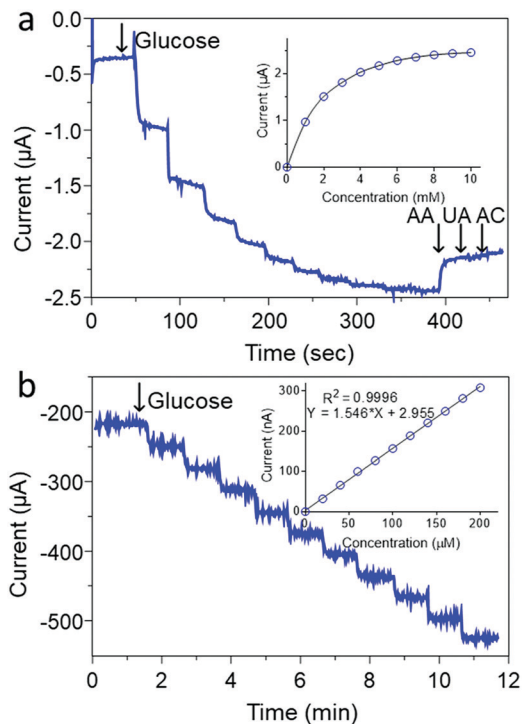 a
Glucose
0.0
-0.5
-1.0
-1.5
-2.0
-2.5
Current (µA)
0 100 200 300 400
Time (sec)
2
1
0
Current (µA)
0 2 4 6 8 10
Concentration (mM)
AA UA AC
b
Glucose
-200
-300
-400
-500
Current (µA)
0 2 4 6 8 10 12
Time (min)
R² = 0.9996
Y = 1.546*X + 2.955
300
200
100
0
Current (nA)
0 50 100 150 200
Concentration (µM)